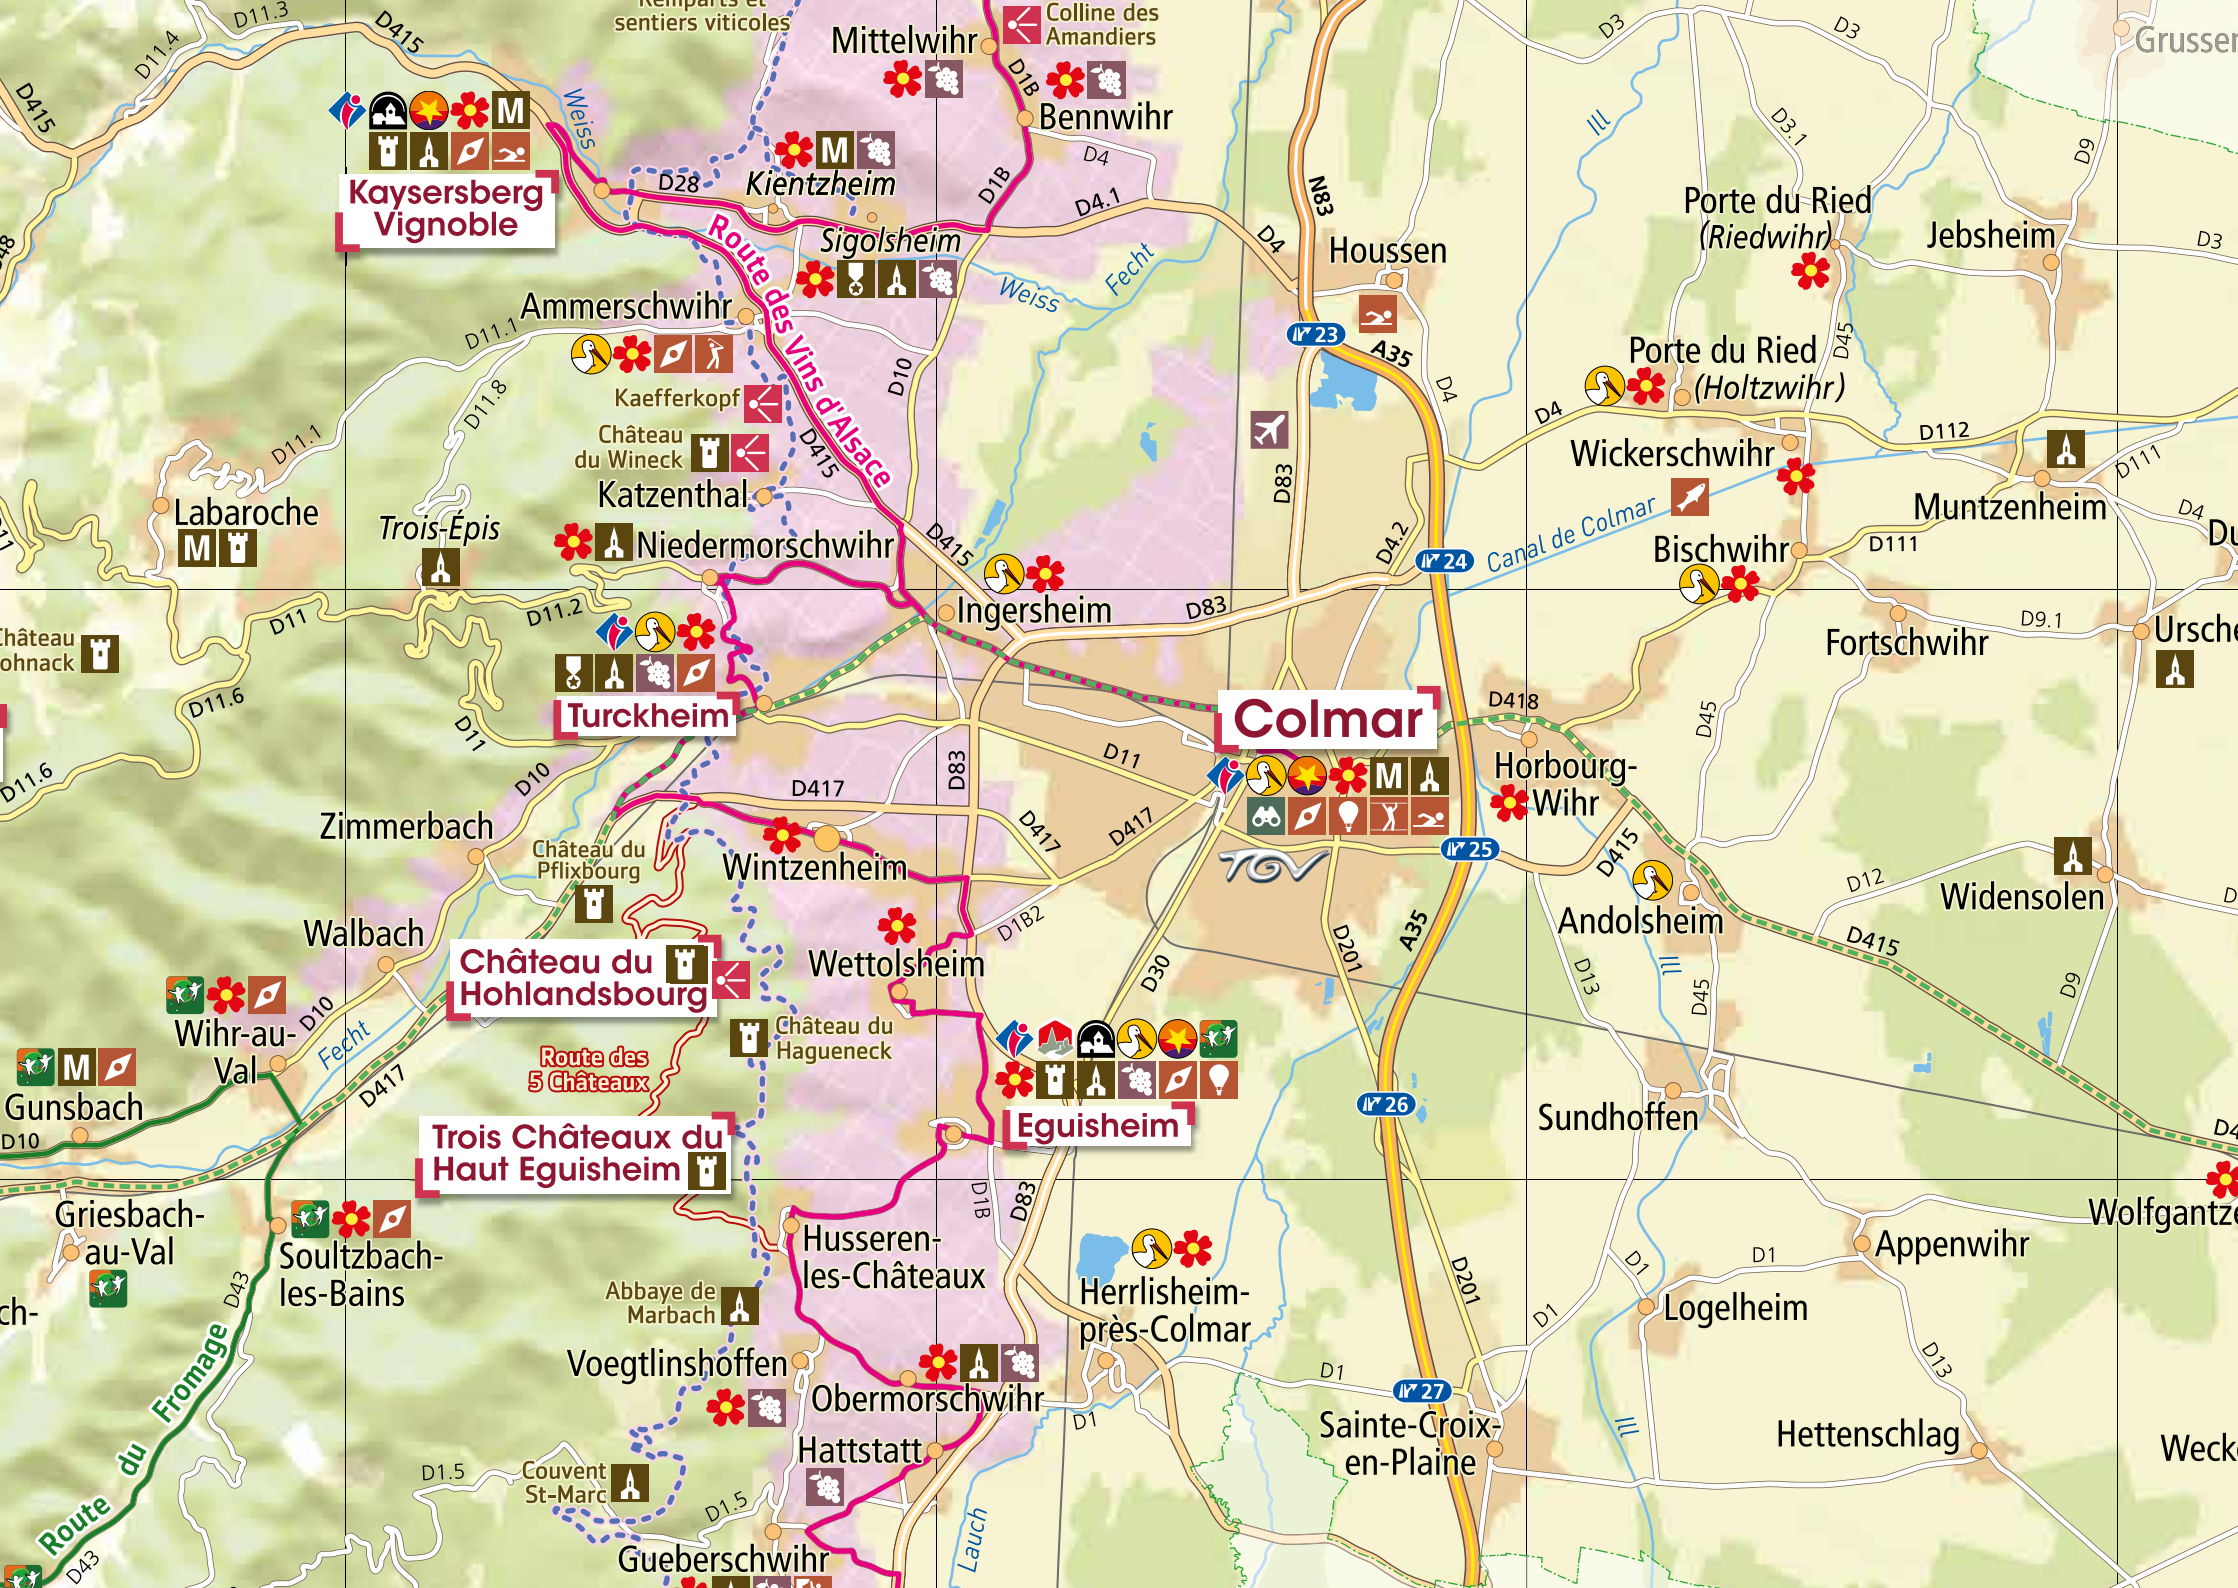 D11.3
D415
D11.4
D415
Remparts et
sentiers viticoles
Mittelwihr
Colline des
Amandiers
D1B
Bennwihr
D4
D3
D3
D3.1
D9
Ill
Weiss
M
Kaysersberg
Vignoble
D28
M
Kientzheim
D1B
D4.1
N83
D4
Houssen
Porte du Ried
(Riedwihr)
Jebsheim
D3
Sigolsheim
Weiss
Fecht
Route des Vins d'Alsace
Ammerschwihr
D11.1
D11.8
D10
23
A35
D4
D45
Porte du Ried
(Holtzwihr)
Kaefferkopf
Château
du Wineck
D415
Katzenthal
D4
D112
Wickerschwihr
D111
Muntzenheim
D4
D11.1
Labaroche
M
Trois-Épis
Niedermorschwihr
D415
D83
D4.2
24
Canal de Colmar
Bischwihr
D111
D11
D11.2
Ingersheim
D83
Fortschwihr
D9.1
D11
D11.6
D11
D11.6
Turckheim
Colmar
M
D418
D45
Horbourg-
Wihr
D10
D417
D83
D11
D417
D417
25
D415
TGV
Zimmerbach
Château du
Pflixbourg
Wintzenheim
Andolsheim
D12
Widensolen
Walbach
D1B2
D201
A35
Ill
D13
D45
D415
D9
Château du
Hohlandsbourg
Wettolsheim
D30
Wihr-au-
Val
D10
Fecht
Château du
Hagueneck
Route des
5 Châteaux
M
Gunsbach
D10
D417
26
Sundhoffen
Trois Châteaux du
Haut Eguisheim
Eguisheim
D1B
D83
Griesbach-
au-Val
Soultzbach-
les-Bains
D43
Husseren-
les-Châteaux
Herrlisheim-
près-Colmar
D201
D1
D1
Appenwihr
Logelheim
Abbaye de
Marbach
Voegtlinshoffen
Obermorschwihr
D1
D1
27
D1
D13
Sainte-Croix-
en-Plaine
Ill
Hettenschlag
Hattstatt
D1.5
Couvent
St-Marc
D1.5
Gueberschwihr
Lauch
Route du Fromage
D43